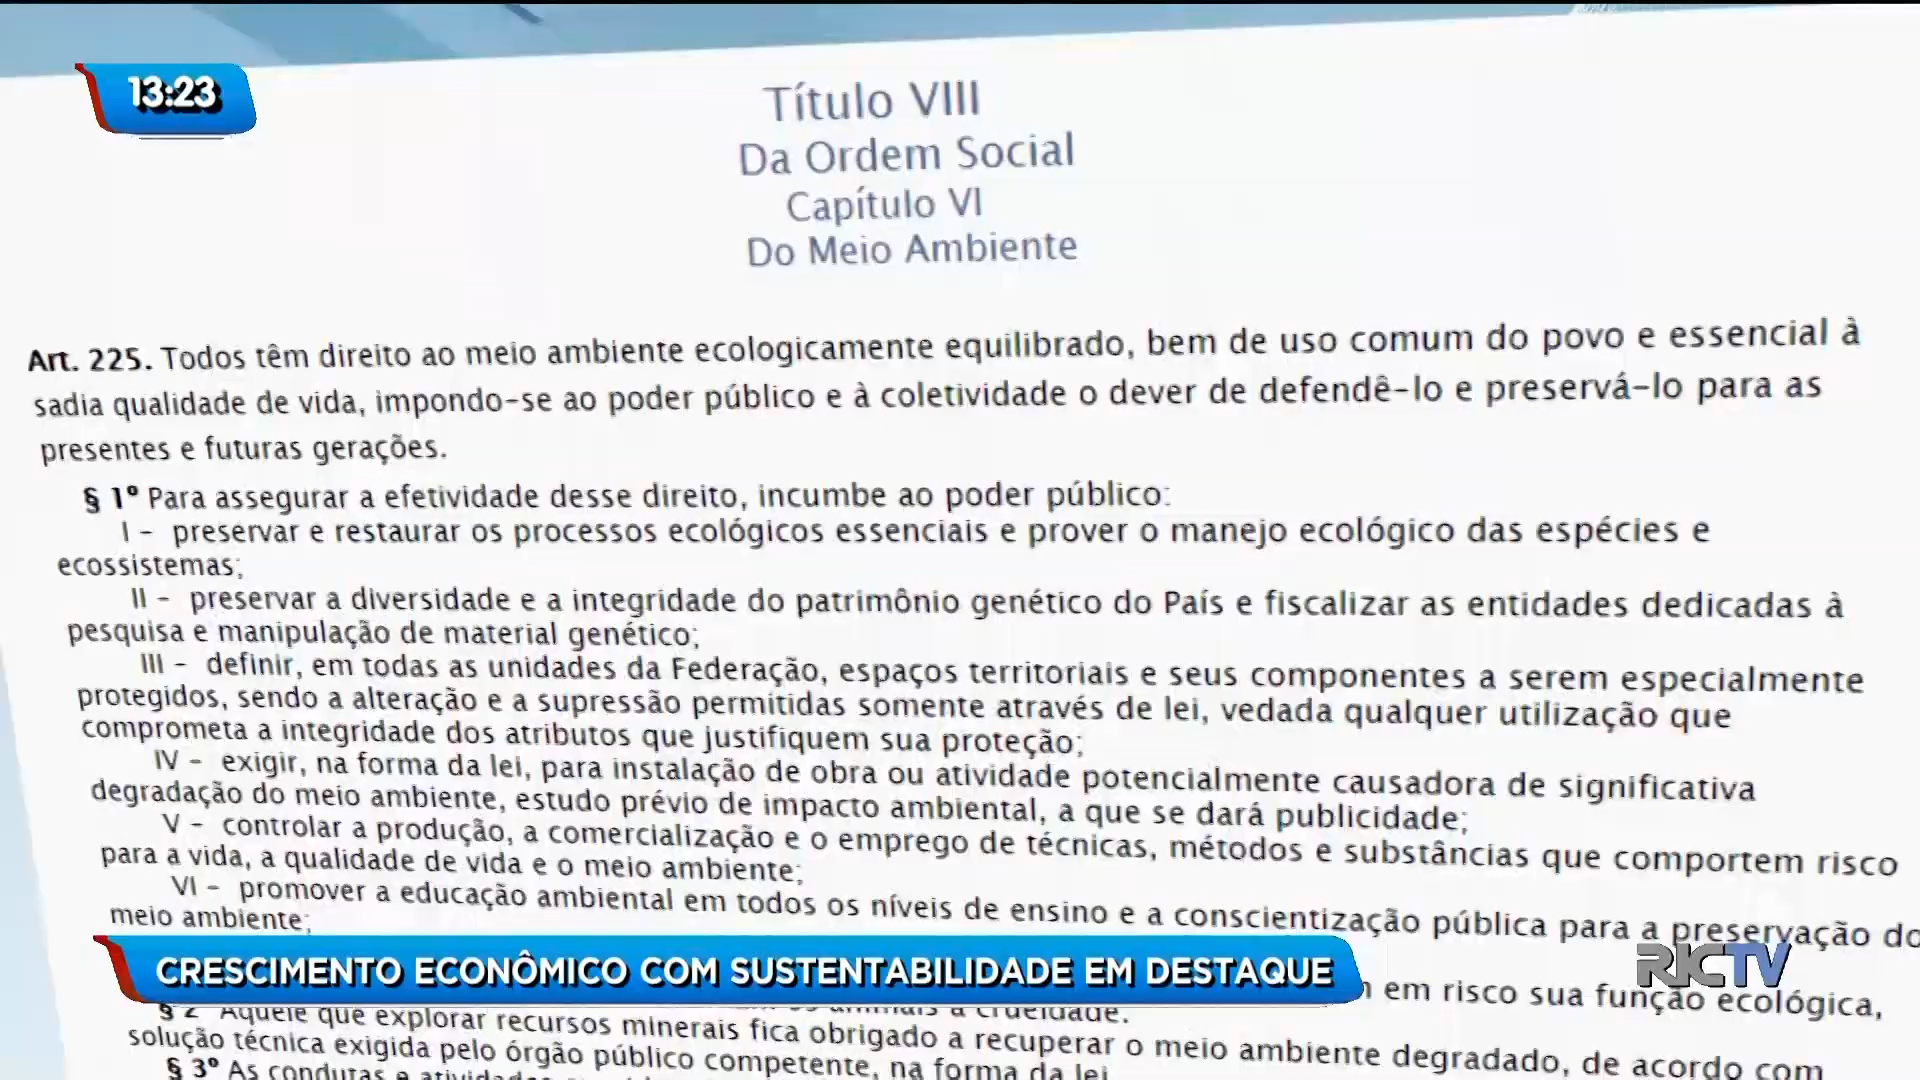 13:23
Título VIII
Da Ordem Social
Capítulo VI
Do Meio Ambiente
Art. 225. Todos têm direito ao meio ambiente ecologicamente equilibrado, bem de uso comum do povo e essencial à
sadia qualidade de vida, impondo-se ao poder público e à coletividade o dever de defendê-lo e preservá-lo para as
presentes e futuras gerações.
§ 1º Para assegurar a efetividade desse direito, incumbe ao poder público:
I - preservar e restaurar os processos ecológicos essenciais e prover o manejo ecológico das espécies e
ecossistemas;
II - preservar a diversidade e a integridade do patrimônio genético do País e fiscalizar as entidades dedicadas à
pesquisa e manipulação de material genético;
III - definir, em todas as unidades da Federação, espaços territoriais e seus componentes a serem especialmente
protegidos, sendo a alteração e a supressão permitidas somente através de lei, vedada qualquer utilização que
comprometa a integridade dos atributos que justifiquem sua proteção;
IV - exigir, na forma da lei, para instalação de obra ou atividade potencialmente causadora de significativa
degradação do meio ambiente, estudo prévio de impacto ambiental, a que se dará publicidade;
V - controlar a produção, a comercialização e o emprego de técnicas, métodos e substâncias que comportem risco
para a vida, a qualidade de vida e o meio ambiente;
VI - promover a educação ambiental em todos os níveis de ensino e a conscientização pública para a preservação do
meio ambiente;
CRESCIMENTO ECONÔMICO COM SUSTENTABILIDADE EM DESTAQUE
RICTV
em risco sua função ecológica,
animais a crueldade.
§ 2º Aquele que explorar recursos minerais fica obrigado a recuperar o meio ambiente degradado, de acordo com
solução técnica exigida pelo órgão público competente, na forma da lei.
§ 3º As condutas e